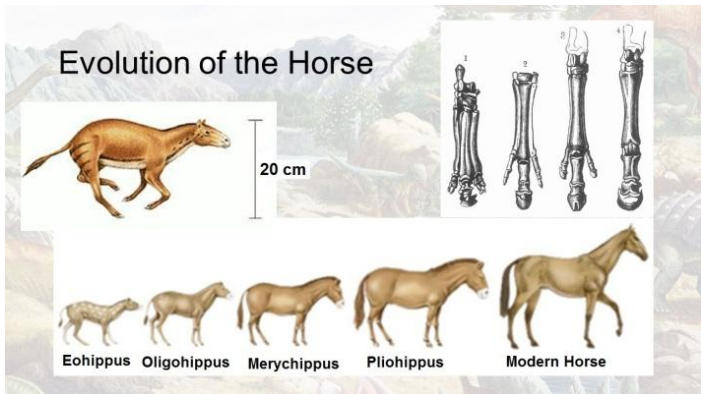 Evolution of the Horse
1 2 3 4
20 cm
Eohippus Oligohippus Merychippus Pliohippus Modern Horse